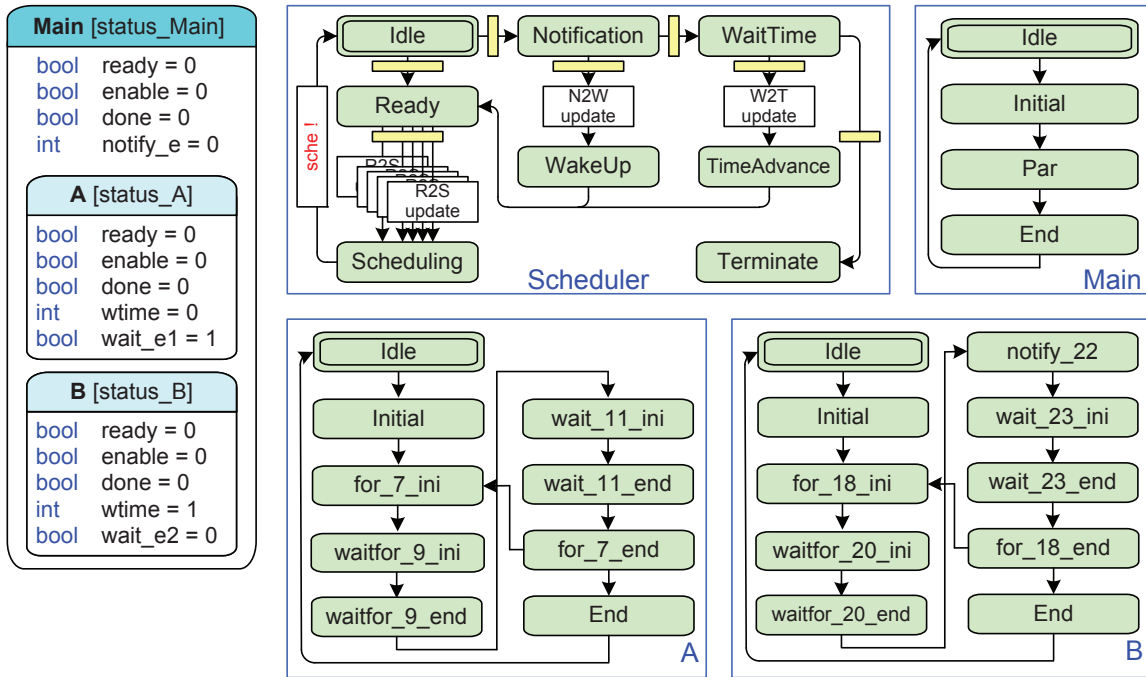 Main [status_Main]
bool ready = 0
bool enable = 0
bool done = 0
int notify_e = 0
A [status_A]
bool ready = 0
bool enable = 0
bool done = 0
int wtime = 0
bool wait_e1 = 1
B [status_B]
bool ready = 0
bool enable = 0
bool done = 0
int wtime = 1
bool wait_e2 = 0
Idle
Notification
WaitTime
Ready
N2W
update
W2T
update
sche !
WakeUp
TimeAdvance
R2S
R2S
update
Scheduling
Terminate
Scheduler
Idle
Initial
Par
End
Main
Idle
Initial
for_7_ini
waitfor_9_ini
waitfor_9_end
wait_11_ini
wait_11_end
for_7_end
End
A
Idle
Initial
for_18_ini
waitfor_20_ini
waitfor_20_end
notify_22
wait_23_ini
wait_23_end
for_18_end
End
B